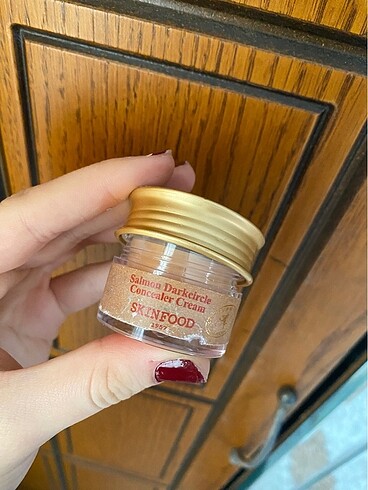 Salmon Darkcircle
Concealer Cream
SKINFOOD
1957